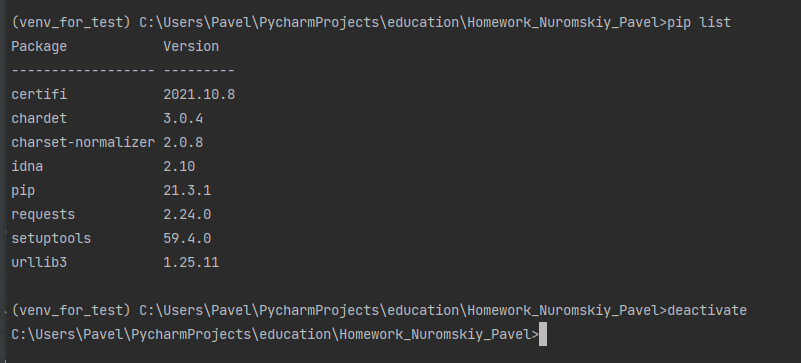 (venv_for_test) C:\Users\Pavel\PycharmProjects\education\Homework_Nuromskiy_Pavel>pip list
Package            Version
------------------ ---------
certifi            2021.10.8
chardet            3.0.4
charset-normalizer 2.0.8
idna               2.10
pip                21.3.1
requests           2.24.0
setuptools         59.4.0
urllib3            1.25.11
(venv_for_test) C:\Users\Pavel\PycharmProjects\education\Homework_Nuromskiy_Pavel>deactivate
C:\Users\Pavel\PycharmProjects\education\Homework_Nuromskiy_Pavel>